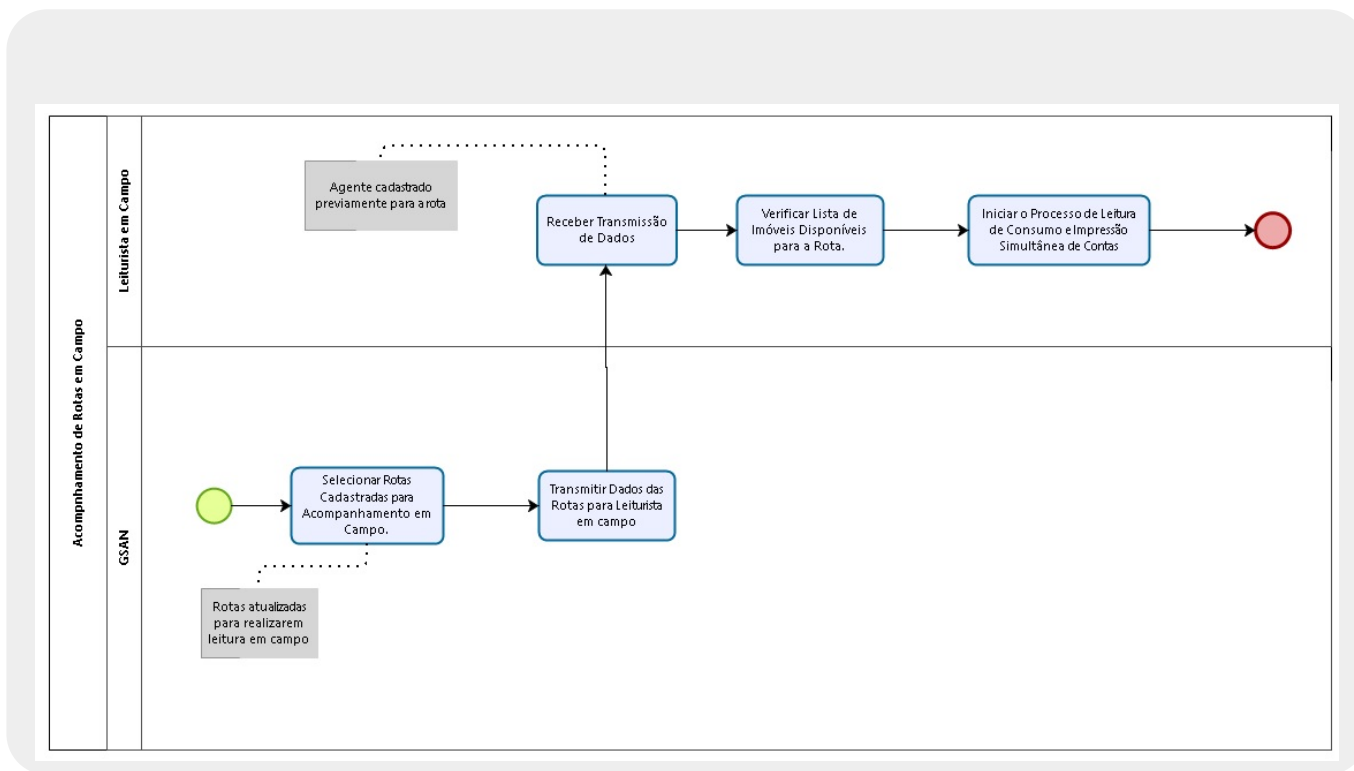 Acompnhamento de Rotas em Campo
Leiturista em Campo
Agente cadastrado
previamente para a rota
Receber Transmissão
de Dados
Verificar Lista de
Imóveis Disponíveis
para a Rota.
Iniciar o Processo de Leitura
de Consumo e Impressão
Simultânea de Contas
GSAN
Selecionar Rotas
Cadastradas para
Acompanhamento em
Campo.
Transmitir Dados das
Rotas para Leiturista
em campo
Rotas atualizadas
para realizarem
leitura em campo